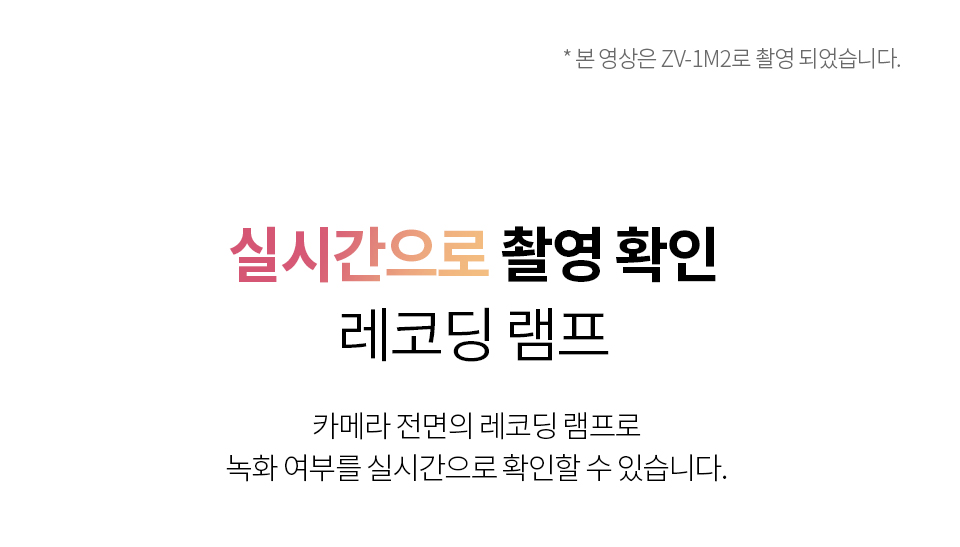 * 본 영상은 ZV-1M2로 촬영 되었습니다.
실시간으로 촬영 확인
레코딩 램프
카메라 전면의 레코딩 램프로
녹화 여부를 실시간으로 확인할 수 있습니다.